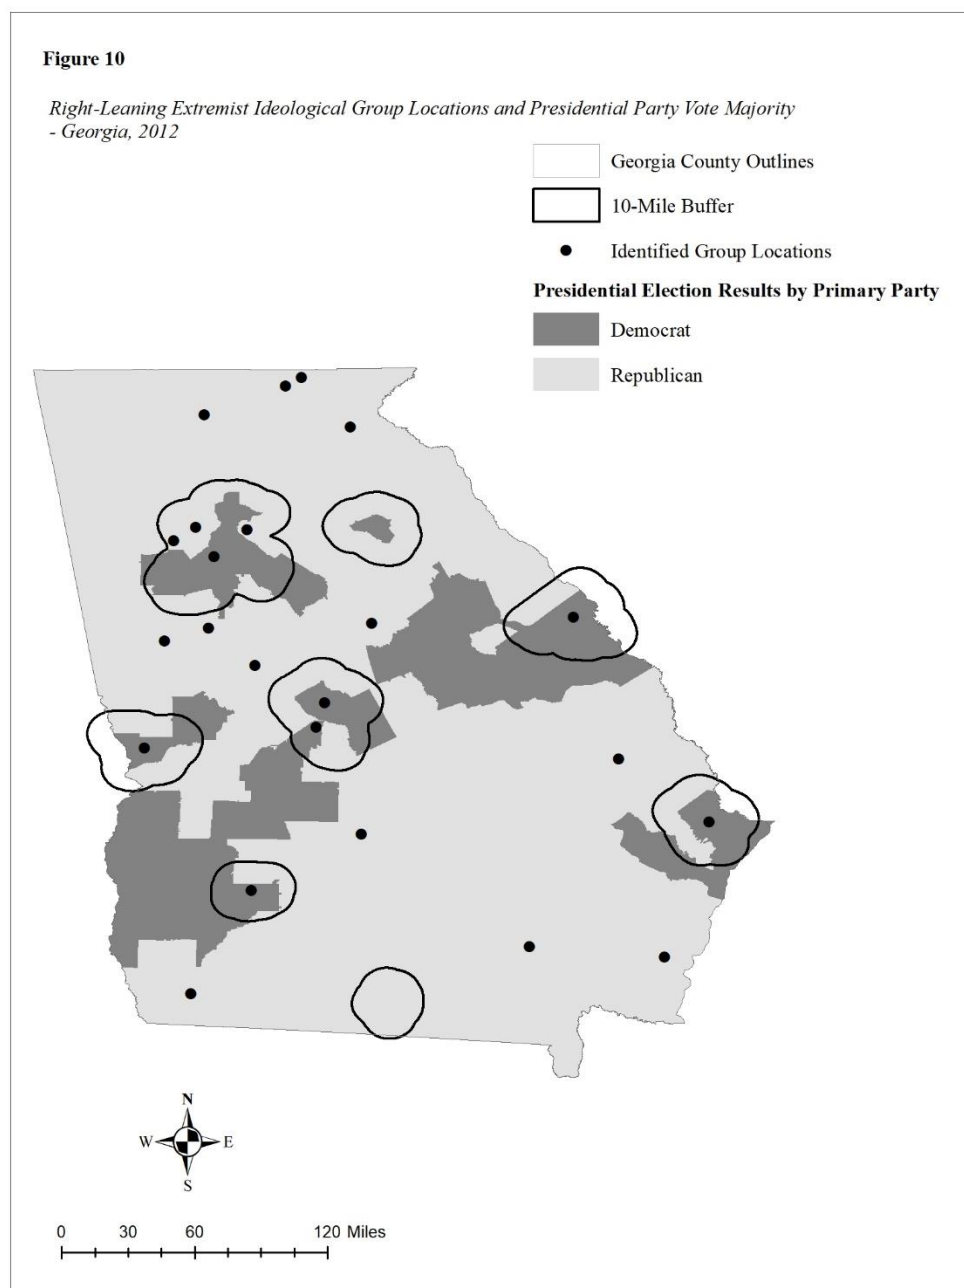 Figure 10
Right-Leaning Extremist Ideological Group Locations and Presidential Party Vote Majority
- Georgia, 2012
Georgia County Outlines
10-Mile Buffer
Identified Group Locations
Presidential Election Results by Primary Party
Democrat
Republican
N
W E
S
0 30 60 120 Miles